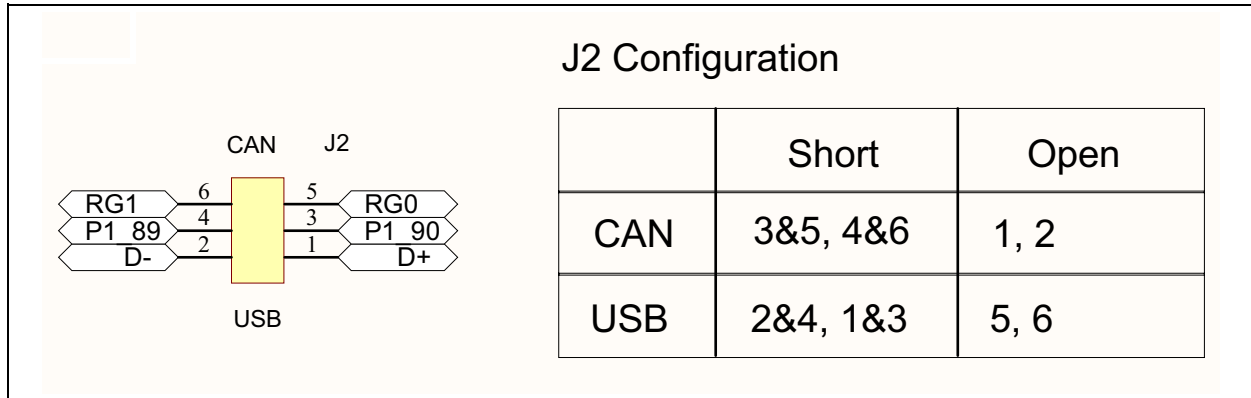 J2 Configuration
CAN J2
RG1 6 5 RG0
P1_89 4 3 P1_90
D- 2 1 D+
USB
Short Open
CAN 3&5, 4&6 1, 2
USB 2&4, 1&3 5, 6